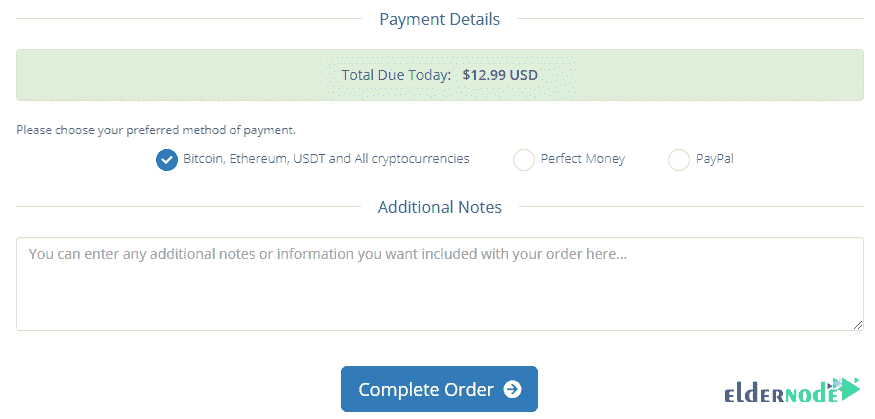 Payment Details
Total Due Today: $12.99 USD
Please choose your preferred method of payment.
Bitcoin, Ethereum, USDT and All cryptocurrencies Perfect Money PayPal
Additional Notes
You can enter any additional notes or information you want included with your order here...
Complete Order
elderNode